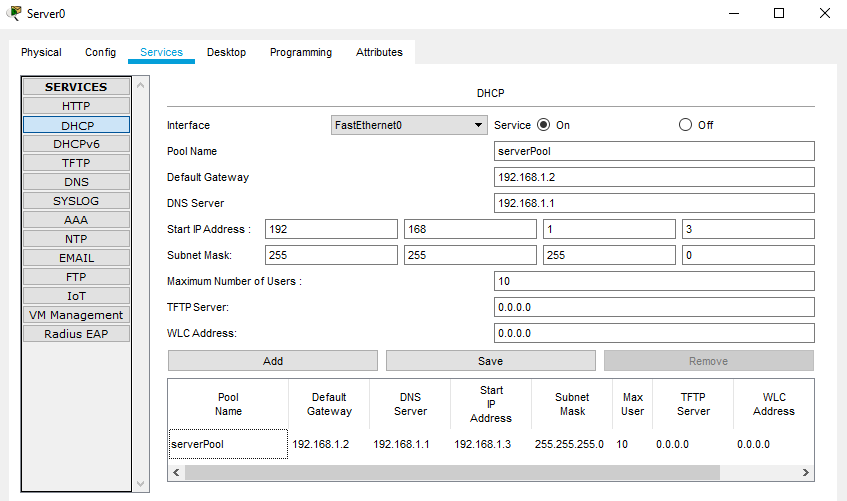 Server0
Physical Config Services Desktop Programming Attributes
SERVICES
HTTP
DHCP
DHCPv6
TFTP
DNS
SYSLOG
AAA
NTP
EMAIL
FTP
IoT
VM Management
Radius EAP
DHCP
Interface FastEthernet0 Service On Off
Pool Name serverPool
Default Gateway 192.168.1.2
DNS Server 192.168.1.1
Start IP Address : 192 168 1 3
Subnet Mask: 255 255 255 0
Maximum Number of Users : 10
TFTP Server: 0.0.0.0
WLC Address: 0.0.0.0
Add Save Remove
Pool Name Default Gateway DNS Server Start IP Address Subnet Mask Max User TFTP Server WLC Address
serverPool 192.168.1.2 192.168.1.1 192.168.1.3 255.255.255.0 10 0.0.0.0 0.0.0.0